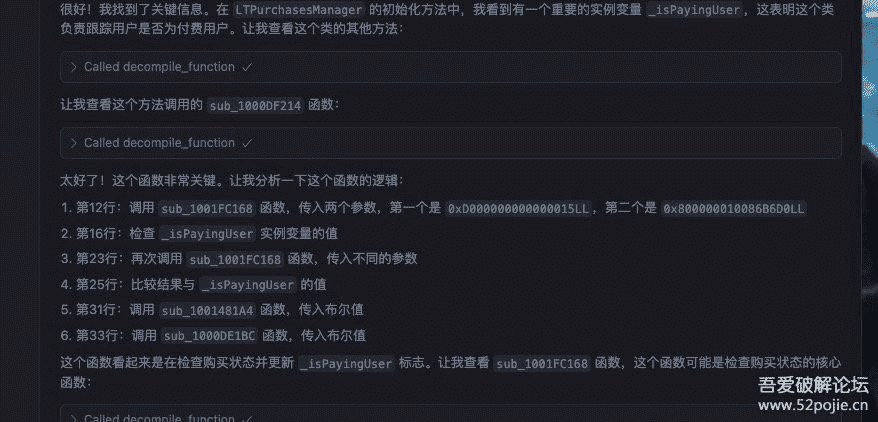 很好！我找到了关键信息。在 LTPurchasesManager 的初始化方法中，我看到有一个重要的实例变量 _isPayingUser，这表明这个类
负责跟踪用户是否为付费用户。让我查看这个类的其他方法：
Called decompile_function
让我查看这个方法调用的 sub_1000DF214 函数：
Called decompile_function
太好了！这个函数非常关键。让我分析一下这个函数的逻辑：
1. 第12行：调用 sub_1001FC168 函数，传入两个参数，第一个是 0xD000000000000015LL，第二个是 0x800000010086B6D0LL
2. 第16行：检查 _isPayingUser 实例变量的值
3. 第23行：再次调用 sub_1001FC168 函数，传入不同的参数
4. 第25行：比较结果与 _isPayingUser 的值
5. 第31行：调用 sub_1001481A4 函数，传入布尔值
6. 第33行：调用 sub_1000DE1BC 函数，传入布尔值
这个函数看起来是在检查购买状态并更新 _isPayingUser 标志。让我查看 sub_1001FC168 函数，这个函数可能是检查购买状态的核心
函数：
Called decompile_function
吾爱破解论坛
www.52pojie.cn